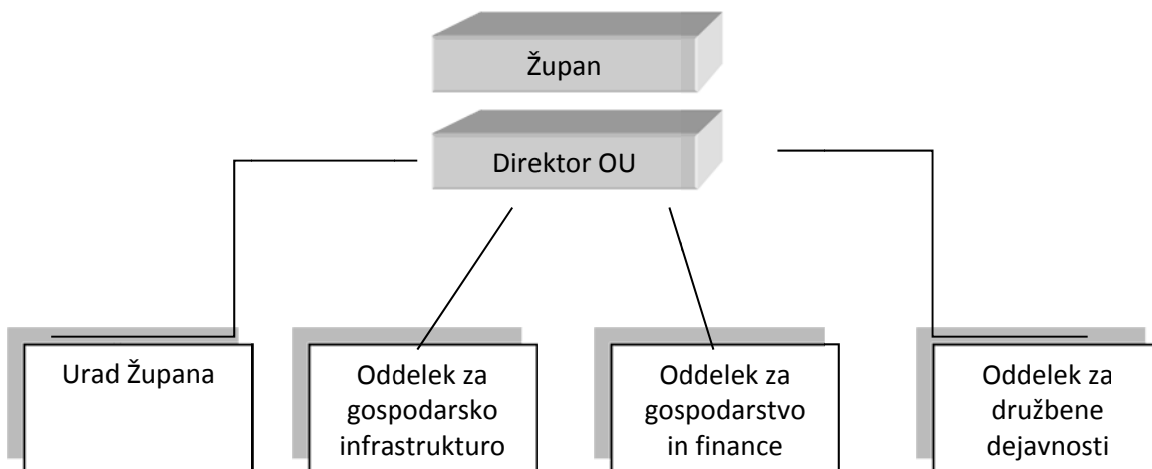 Župan
Direktor OU
Urad Župana
Oddelek za
gospodarsko
infrastrukturo
Oddelek za
gospodarstvo
in finance
Oddelek za
družbene
dejavnosti